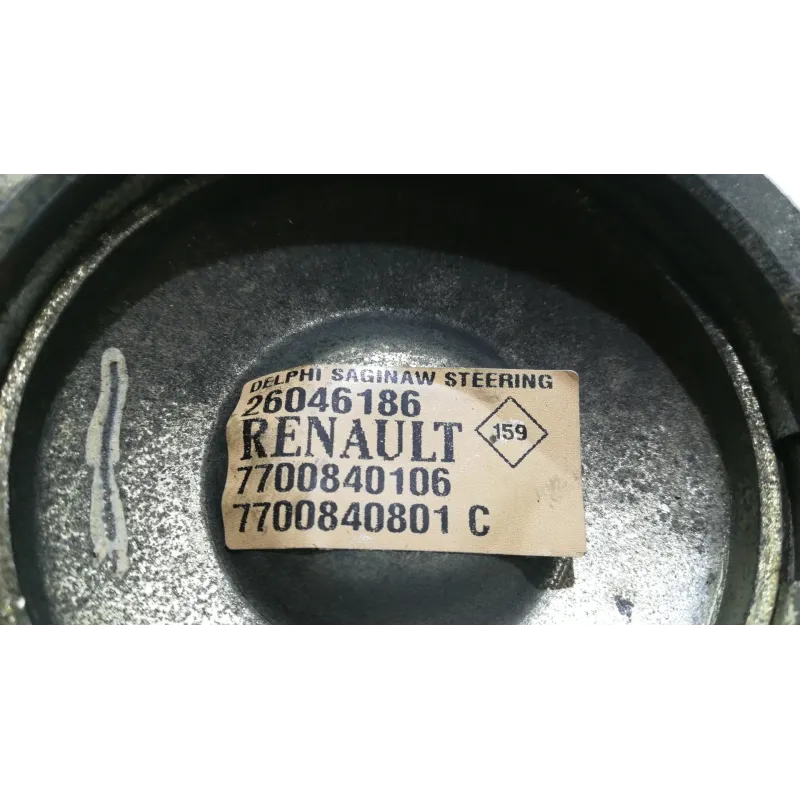 DELPHI SAGINAW STEERING
26046186
RENAULT
159
7700840106
7700840801 C